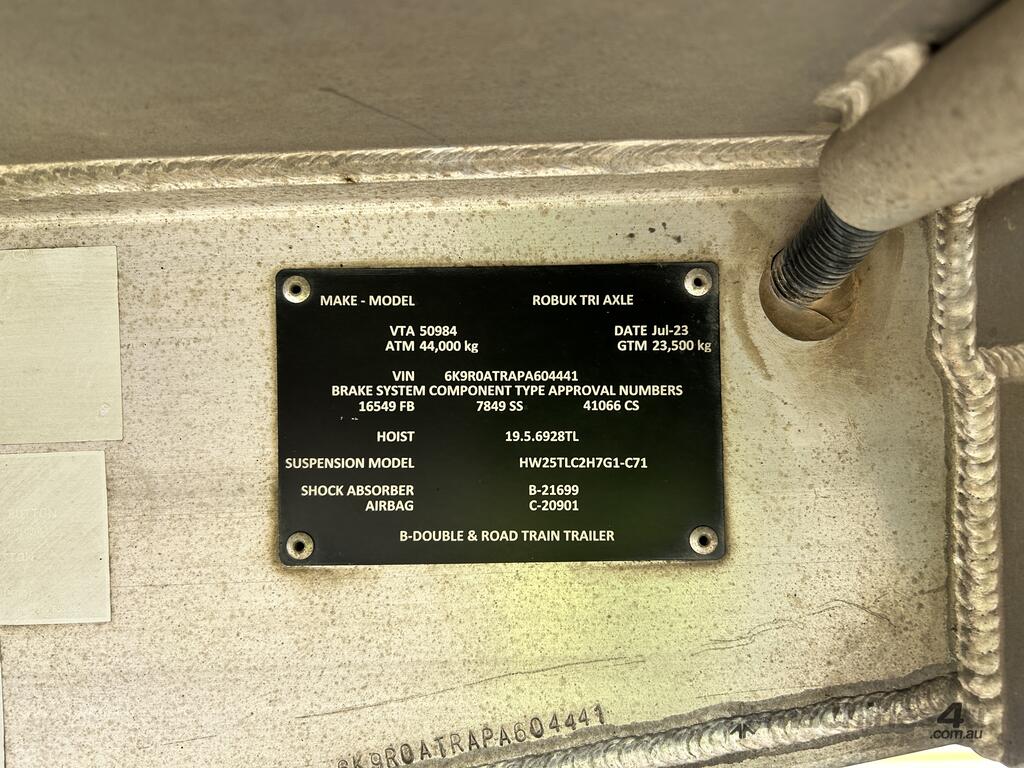 MAKE - MODEL ROBUK TRI AXLE
VTA 50984 DATE Jul-23
ATM 44,000 kg GTM 23,500 kg
VIN 6K9R0ATRAPA604441
BRAKE SYSTEM COMPONENT TYPE APPROVAL NUMBERS
16549 FB 7849 SS 41066 CS
HOIST 19.5.6928TL
SUSPENSION MODEL HW25TLC2H7G1-C71
SHOCK ABSORBER B-21699
AIRBAG C-20901
B-DOUBLE & ROAD TRAIN TRAILER
6K9R0ATRAPA604441
4
.com.au